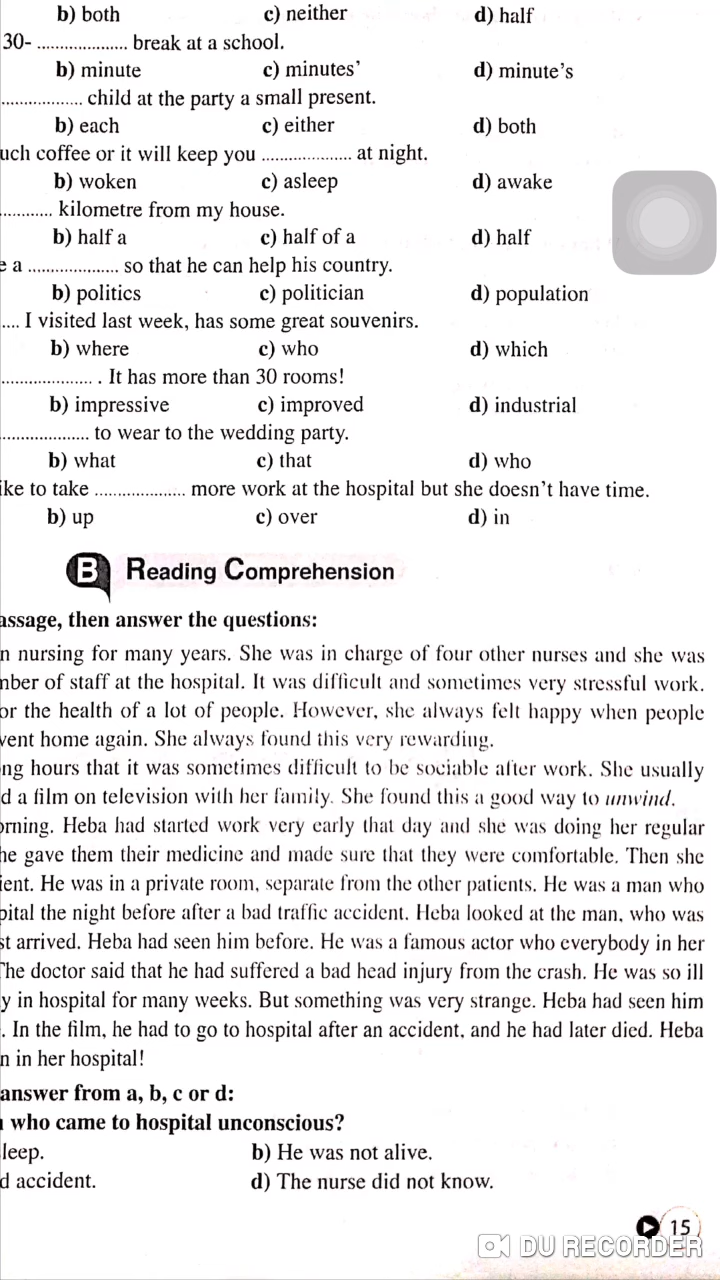 b) both c) neither d) half
30- .................... break at a school.
b) minute c) minutes' d) minute's
.................. child at the party a small present.
b) each c) either d) both
uch coffee or it will keep you .................... at night.
b) woken c) asleep d) awake
............ kilometre from my house.
b) half a c) half of a d) half
e a .................... so that he can help his country.
b) politics c) politician d) population
.... I visited last week, has some great souvenirs.
b) where c) who d) which
.................... . It has more than 30 rooms!
b) impressive c) improved d) industrial
.................... to wear to the wedding party.
b) what c) that d) who
ike to take .................... more work at the hospital but she doesn't have time.
b) up c) over d) in
B Reading Comprehension
assage, then answer the questions:
n nursing for many years. She was in charge of four other nurses and she was
mber of staff at the hospital. It was difficult and sometimes very stressful work.
or the health of a lot of people. However, she always felt happy when people
went home again. She always found this very rewarding.
ng hours that it was sometimes difficult to be sociable after work. She usually
d a film on television with her family. She found this a good way to unwind.
orning. Heba had started work very early that day and she was doing her regular
he gave them their medicine and made sure that they were comfortable. Then she
ient. He was in a private room, separate from the other patients. He was a man who
pital the night before after a bad traffic accident. Heba looked at the man, who was
st arrived. Heba had seen him before. He was a famous actor who everybody in her
The doctor said that he had suffered a bad head injury from the crash. He was so ill
y in hospital for many weeks. But something was very strange. Heba had seen him
. In the film, he had to go to hospital after an accident, and he had later died. Heba
n in her hospital!
answer from a, b, c or d:
n who came to hospital unconscious?
leep. b) He was not alive.
d accident. d) The nurse did not know.
15
DU RECORDER